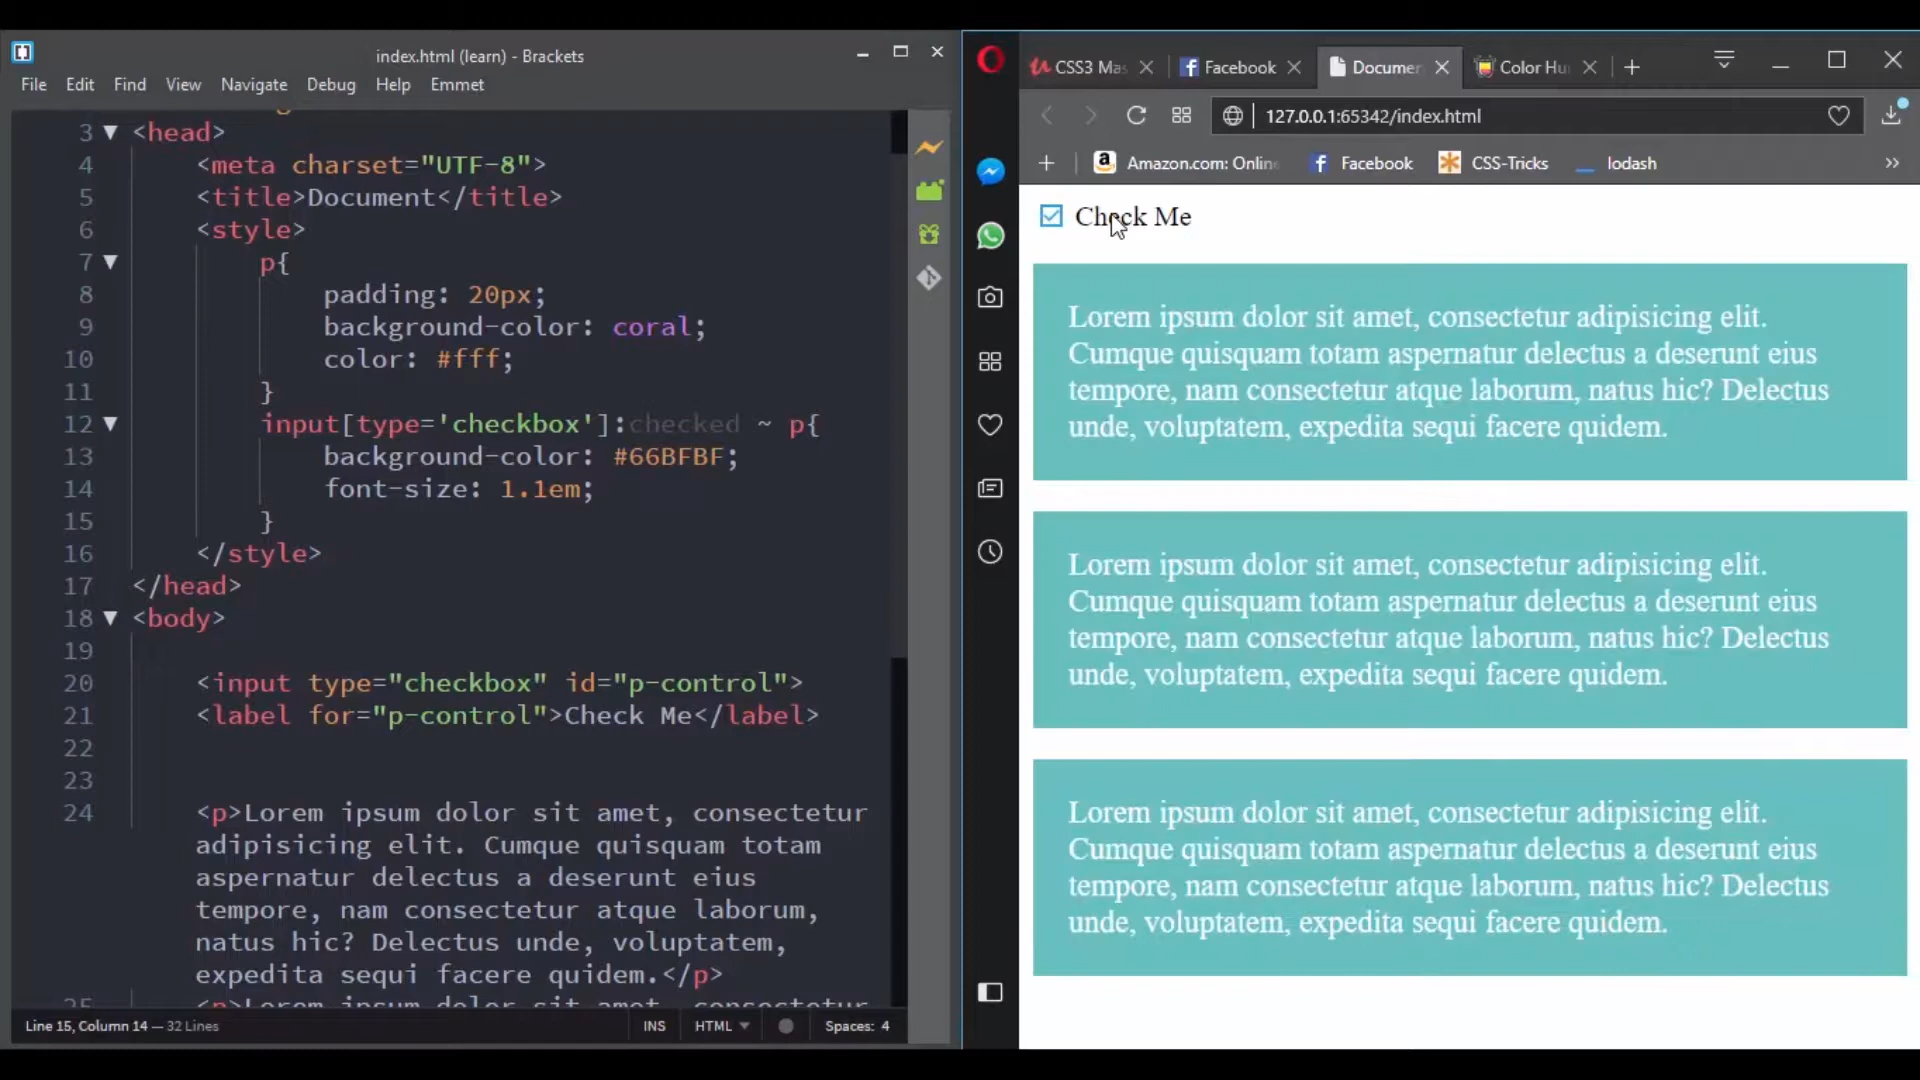 index.html (learn) - Brackets
File Edit Find View Navigate Debug Help Emmet
3 <head>
4 <meta charset="UTF-8">
5 <title>Document</title>
6 <style>
7 p{
8 padding: 20px;
9 background-color: coral;
10 color: #fff;
11 }
12 input[type='checkbox']:checked ~ p{
13 background-color: #66BFBF;
14 font-size: 1.1em;
15 }
16 </style>
17 </head>
18 <body>
19
20 <input type="checkbox" id="p-control">
21 <label for="p-control">Check Me</label>
22
23
24 <p>Lorem ipsum dolor sit amet, consectetur
adipisicing elit. Cumque quisquam totam
aspernatur delectus a deserunt eius
tempore, nam consectetur atque laborum,
natus hic? Delectus unde, voluptatem,
expedita sequi facere quidem.</p>
25 <p>Lorem ipsum dolor sit amet, consectetur
Line 15, Column 14 — 32 Lines
INS HTML Spaces: 4
CSS3 Mas Facebook Documen Color Hu
127.0.0.1:65342/index.html
Amazon.com: Onlin Facebook CSS-Tricks lodash
Check Me
Lorem ipsum dolor sit amet, consectetur adipisicing elit.
Cumque quisquam totam aspernatur delectus a deserunt eius
tempore, nam consectetur atque laborum, natus hic? Delectus
unde, voluptatem, expedita sequi facere quidem.
Lorem ipsum dolor sit amet, consectetur adipisicing elit.
Cumque quisquam totam aspernatur delectus a deserunt eius
tempore, nam consectetur atque laborum, natus hic? Delectus
unde, voluptatem, expedita sequi facere quidem.
Lorem ipsum dolor sit amet, consectetur adipisicing elit.
Cumque quisquam totam aspernatur delectus a deserunt eius
tempore, nam consectetur atque laborum, natus hic? Delectus
unde, voluptatem, expedita sequi facere quidem.